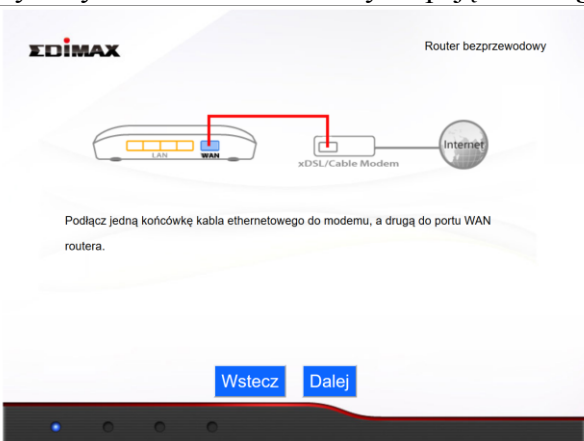 EDIMAX
Router bezprzewodowy
LAN
WAN
xDSL/Cable Modem
Internet
Podłącz jedną końcówkę kabla ethernetowego do modemu, a drugą do portu WAN
routera.
Wstecz
Dalej